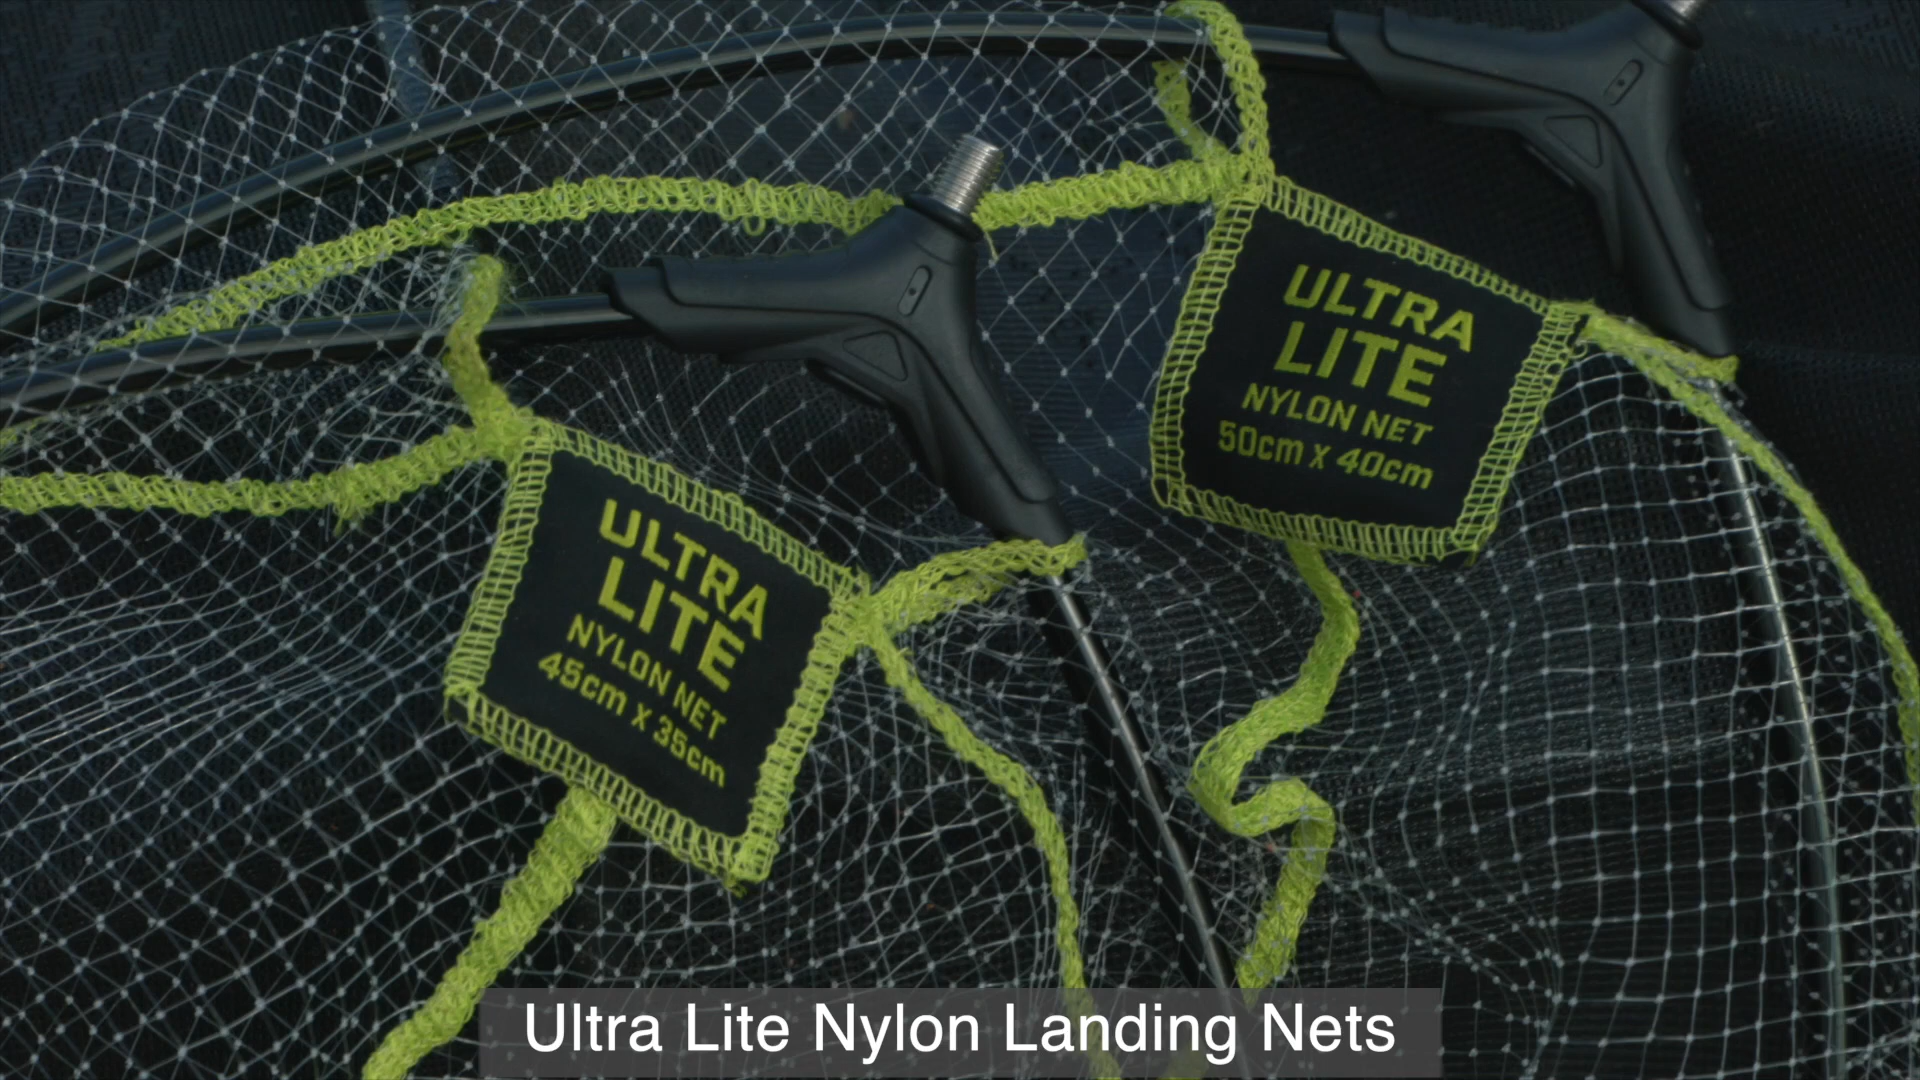 ULTRA
LITE
NYLON NET
50cm x 40cm
ULTRA
LITE
NYLON NET
45cm x 35cm
Ultra Lite Nylon Landing Nets